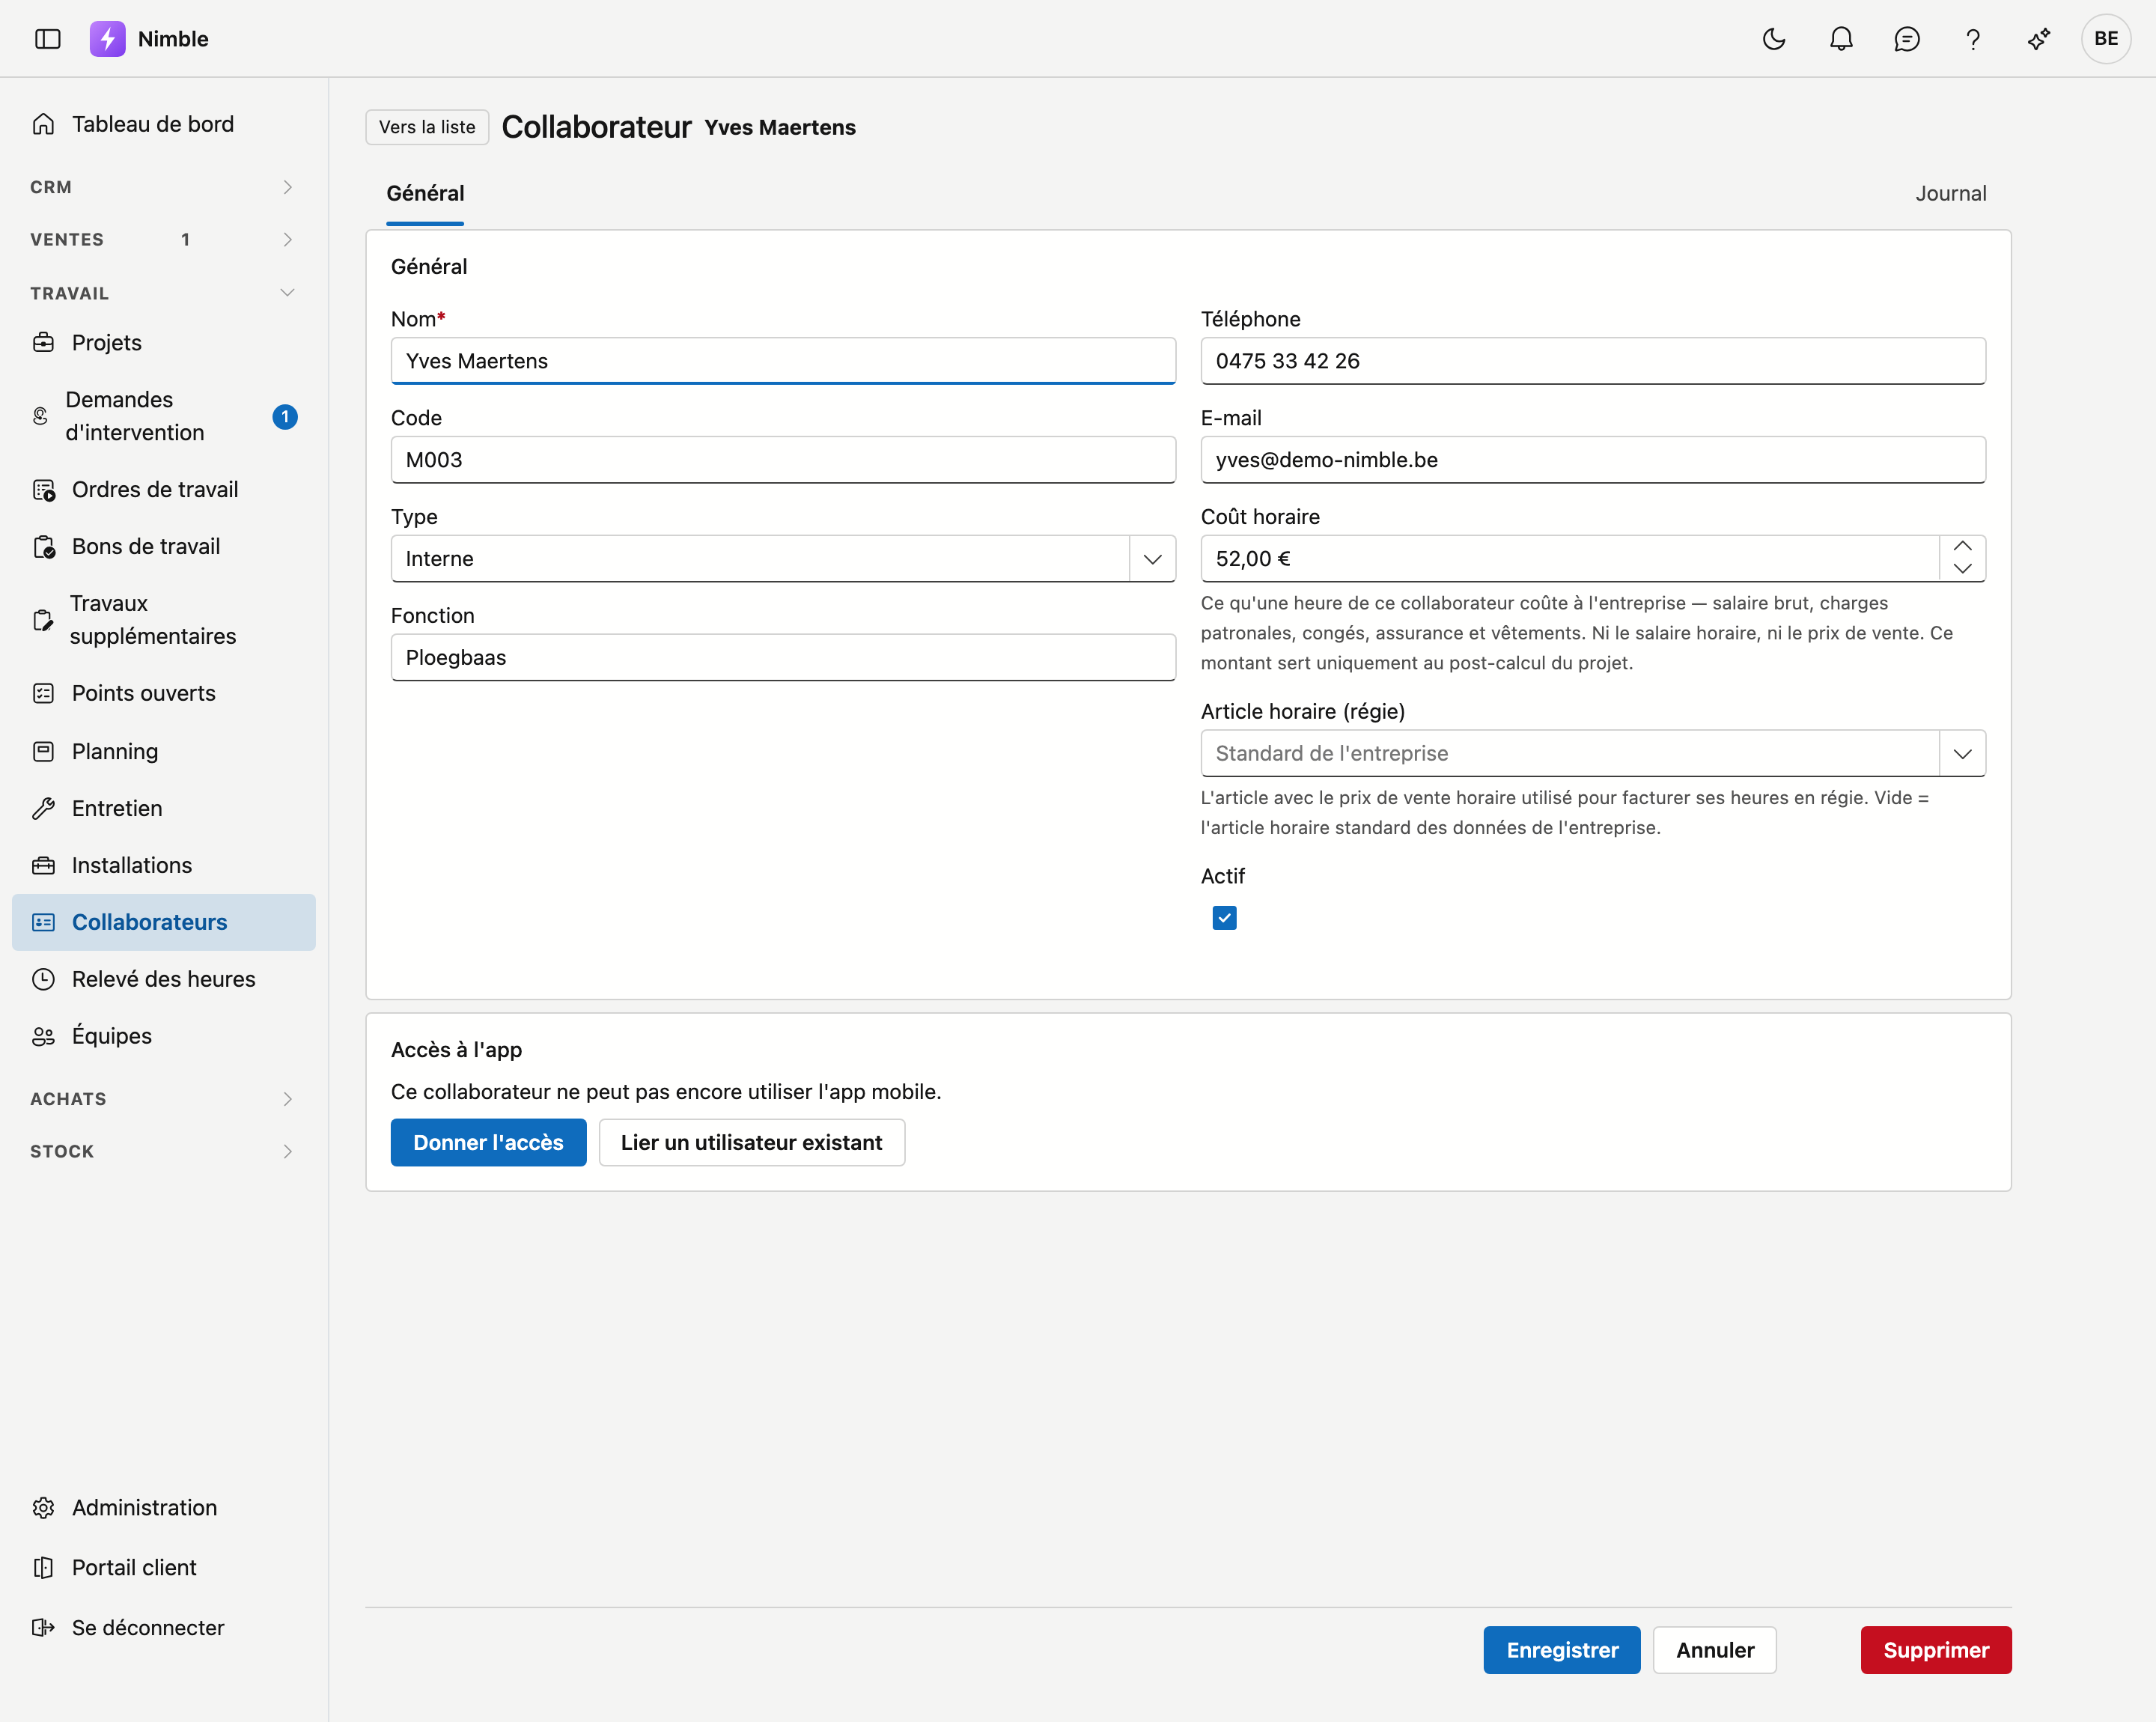 Nimble
BE
Tableau de bord
CRM
VENTES 1
TRAVAIL
Projets
Demandes
d'intervention
1
Ordres de travail
Bons de travail
Travaux
supplémentaires
Points ouverts
Planning
Entretien
Installations
Collaborateurs
Relevé des heures
Équipes
ACHATS
STOCK
Administration
Portail client
Se déconnecter
Vers la liste
Collaborateur Yves Maertens
Général
Journal
Général
Nom*
Yves Maertens
Code
M003
Type
Interne
Fonction
Ploegbaas
Téléphone
0475 33 42 26
E-mail
yves@demo-nimble.be
Coût horaire
52,00 €
Ce qu'une heure de ce collaborateur coûte à l'entreprise — salaire brut, charges
patronales, congés, assurance et vêtements. Ni le salaire horaire, ni le prix de vente. Ce
montant sert uniquement au post-calcul du projet.
Article horaire (régie)
Standard de l'entreprise
L'article avec le prix de vente horaire utilisé pour facturer ses heures en régie. Vide =
l'article horaire standard des données de l'entreprise.
Actif
Accès à l'app
Ce collaborateur ne peut pas encore utiliser l'app mobile.
Donner l'accès
Lier un utilisateur existant
Enregistrer
Annuler
Supprimer